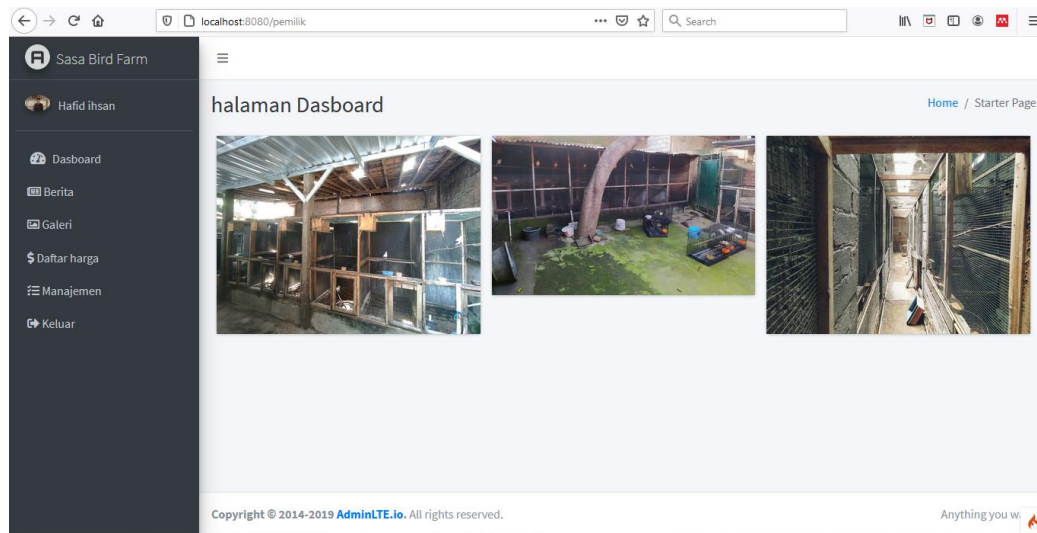 localhost:8080/pemilik
Search
Sasa Bird Farm
Hafid ihsan
halaman Dasboard
Home / Starter Page
Dasboard
Berita
Galeri
Daftar harga
Manajemen
Keluar
Copyright © 2014-2019 AdminLTE.io. All rights reserved.
Anything you